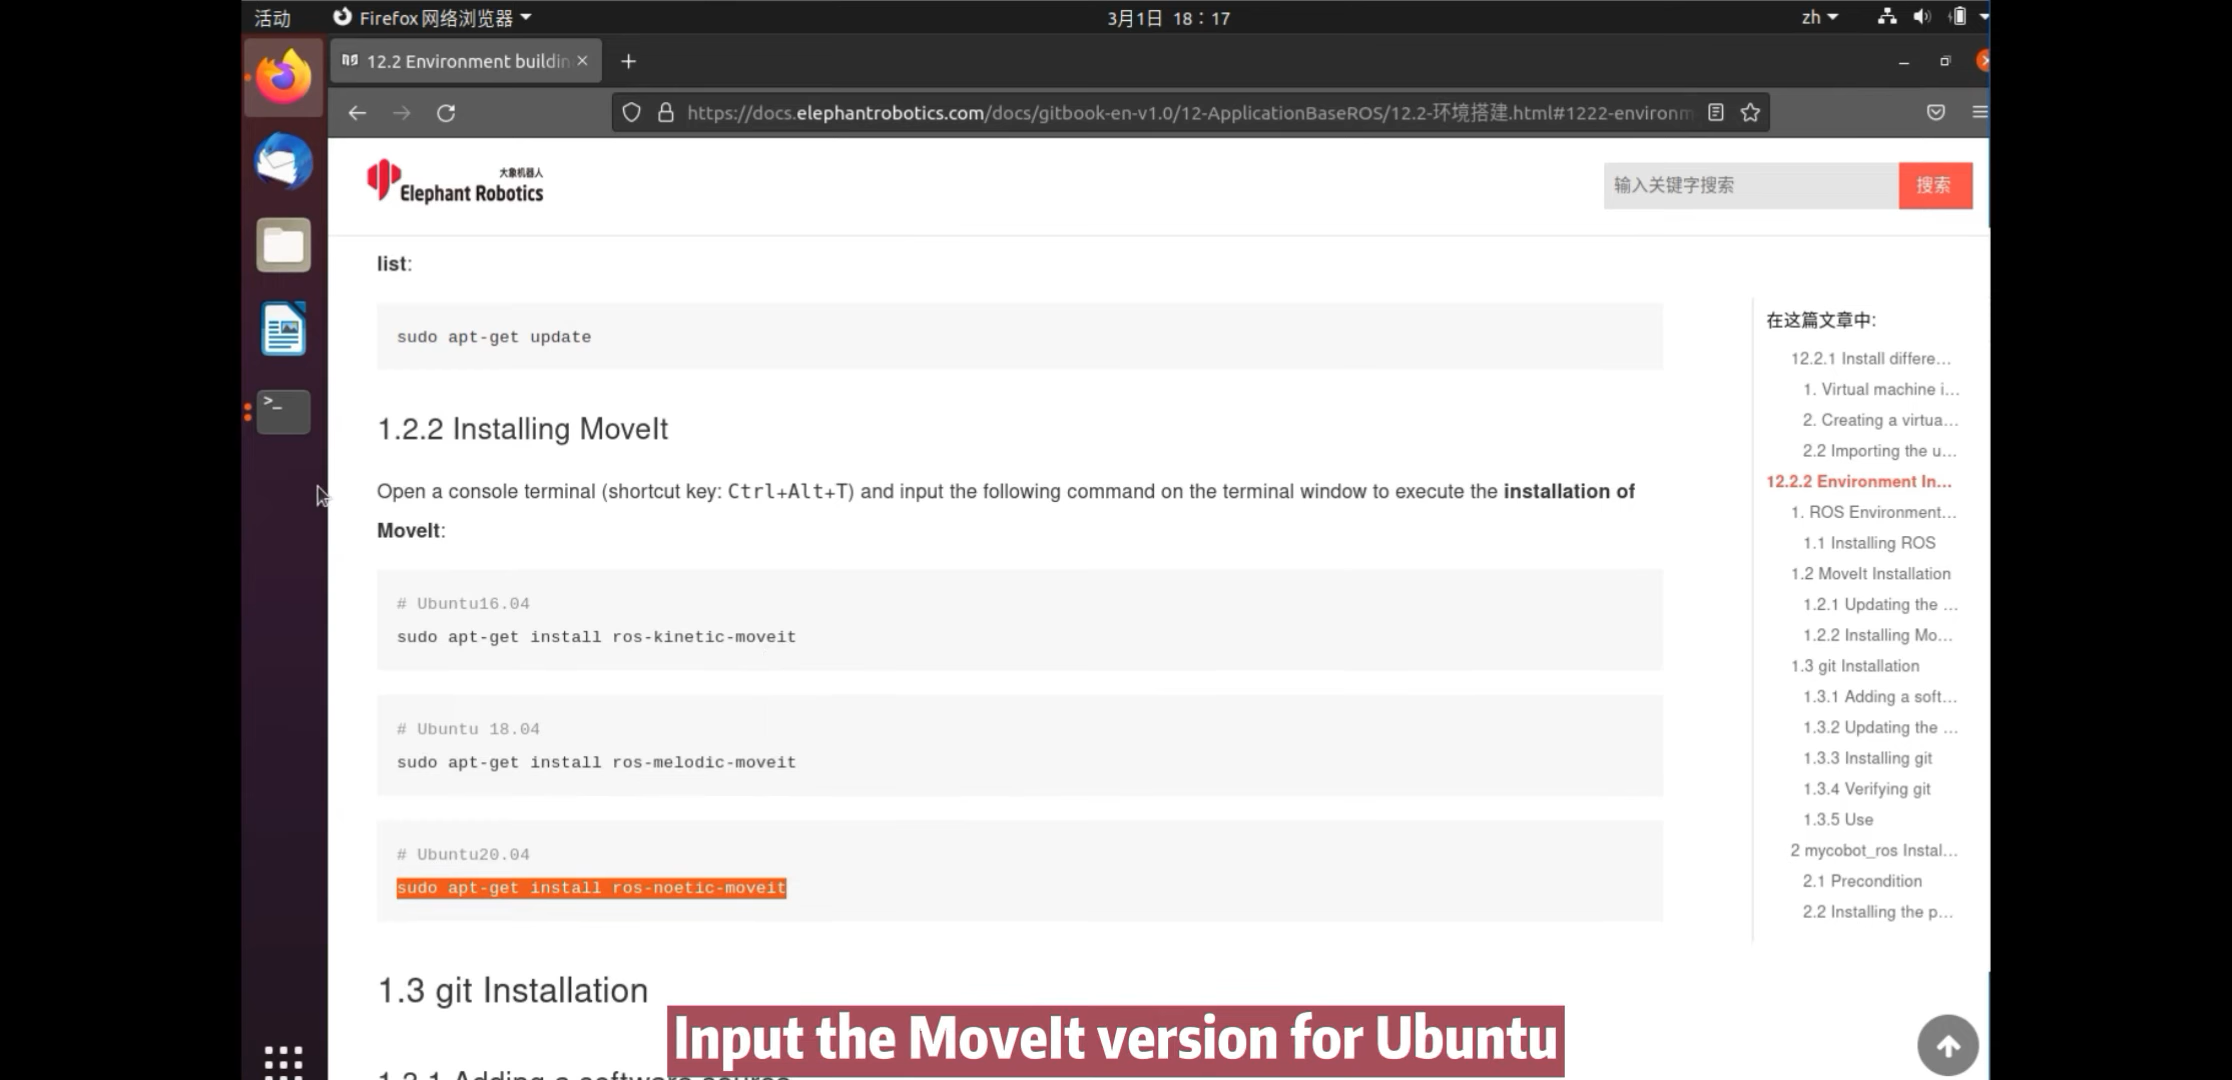 活动
Firefox 网络浏览器
3月1日 18：17
zh
12.2 Environment buildin
https://docs.elephantrobotics.com/docs/gitbook-en-v1.0/12-ApplicationBaseROS/12.2-环境搭建.html#1222-environm
大象机器人
Elephant Robotics
输入关键字搜索
搜索
list:
sudo apt-get update
1.2.2 Installing MoveIt
Open a console terminal (shortcut key: Ctrl+Alt+T) and input the following command on the terminal window to execute the installation of
MoveIt:
# Ubuntu16.04
sudo apt-get install ros-kinetic-moveit
# Ubuntu 18.04
sudo apt-get install ros-melodic-moveit
# Ubuntu20.04
sudo apt-get install ros-noetic-moveit
1.3 git Installation
1.3.1 Adding a software source
在这篇文章中:
12.2.1 Install differe...
1. Virtual machine i...
2. Creating a virtua...
2.2 Importing the u...
12.2.2 Environment In...
1. ROS Environment...
1.1 Installing ROS
1.2 MoveIt Installation
1.2.1 Updating the ...
1.2.2 Installing Mo...
1.3 git Installation
1.3.1 Adding a soft...
1.3.2 Updating the ...
1.3.3 Installing git
1.3.4 Verifying git
1.3.5 Use
2 mycobot_ros Instal...
2.1 Precondition
2.2 Installing the p...
Input the MoveIt version for Ubuntu